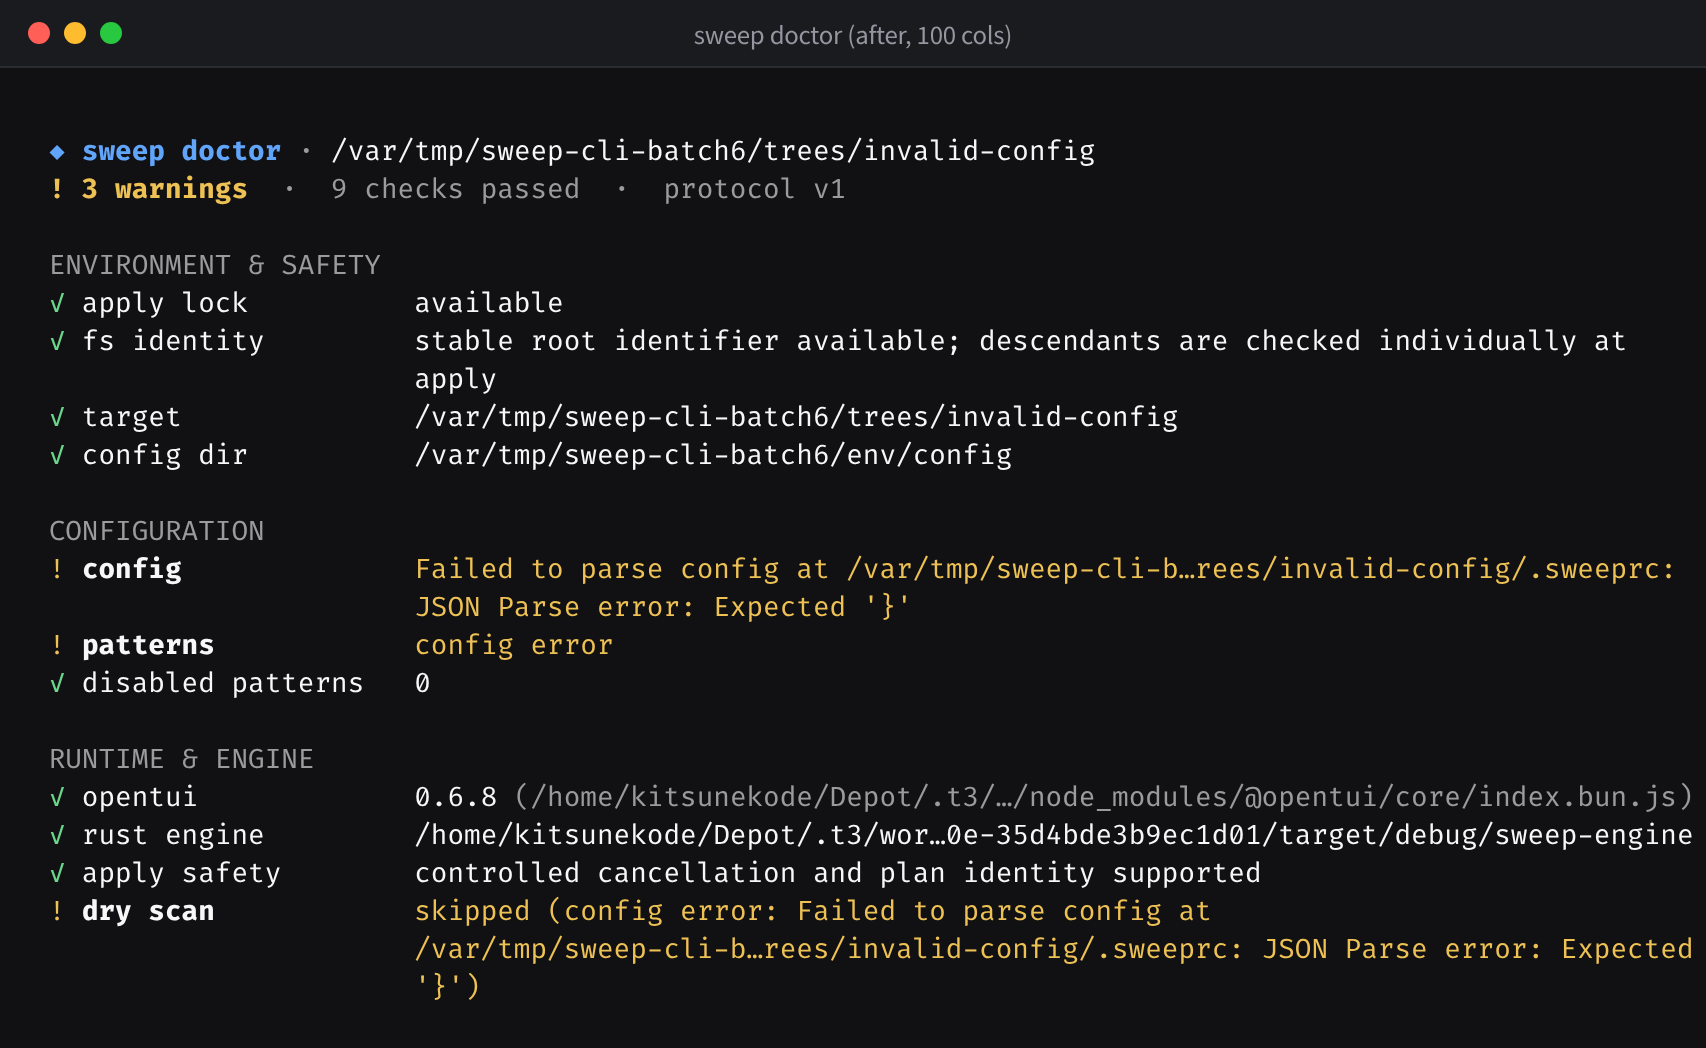 sweep doctor (after, 100 cols)
◆ sweep doctor · /var/tmp/sweep-cli-batch6/trees/invalid-config
! 3 warnings · 9 checks passed · protocol v1
ENVIRONMENT & SAFETY
√ apply lock available
√ fs identity stable root identifier available; descendants are checked individually at
apply
√ target /var/tmp/sweep-cli-batch6/trees/invalid-config
√ config dir /var/tmp/sweep-cli-batch6/env/config
CONFIGURATION
! config Failed to parse config at /var/tmp/sweep-cli-b…rees/invalid-config/.sweeprc:
JSON Parse error: Expected '}'
! patterns config error
√ disabled patterns 0
RUNTIME & ENGINE
√ opentui 0.6.8 (/home/kitsunekode/Depot/.t3/…/node_modules/@opentui/core/index.bun.js)
√ rust engine /home/kitsunekode/Depot/.t3/wor…0e-35d4bde3b9ec1d01/target/debug/sweep-engine
√ apply safety controlled cancellation and plan identity supported
! dry scan skipped (config error: Failed to parse config at
/var/tmp/sweep-cli-b…rees/invalid-config/.sweeprc: JSON Parse error: Expected
'}')